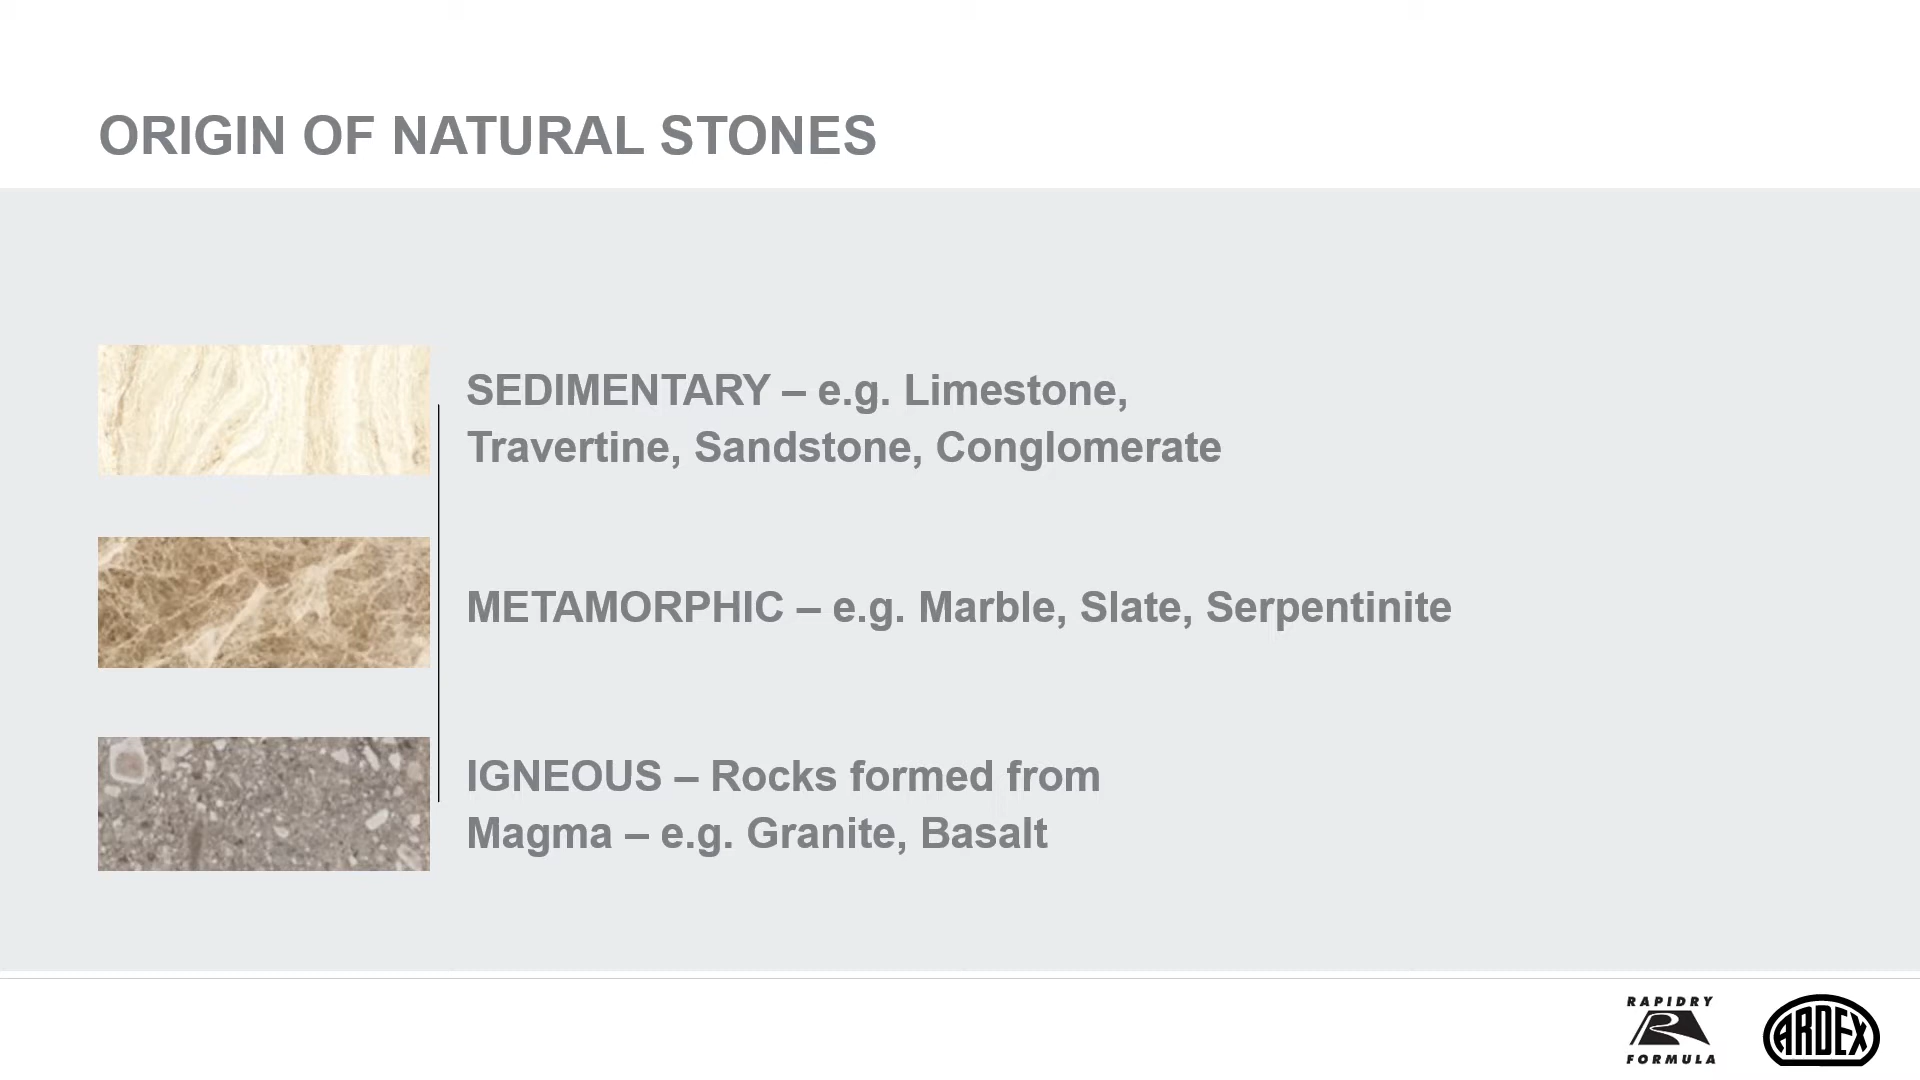 ORIGIN OF NATURAL STONES
SEDIMENTARY – e.g. Limestone,
Travertine, Sandstone, Conglomerate
METAMORPHIC – e.g. Marble, Slate, Serpentinite
IGNEOUS – Rocks formed from
Magma – e.g. Granite, Basalt
RAPIDRY
R
FORMULA
ARDEX